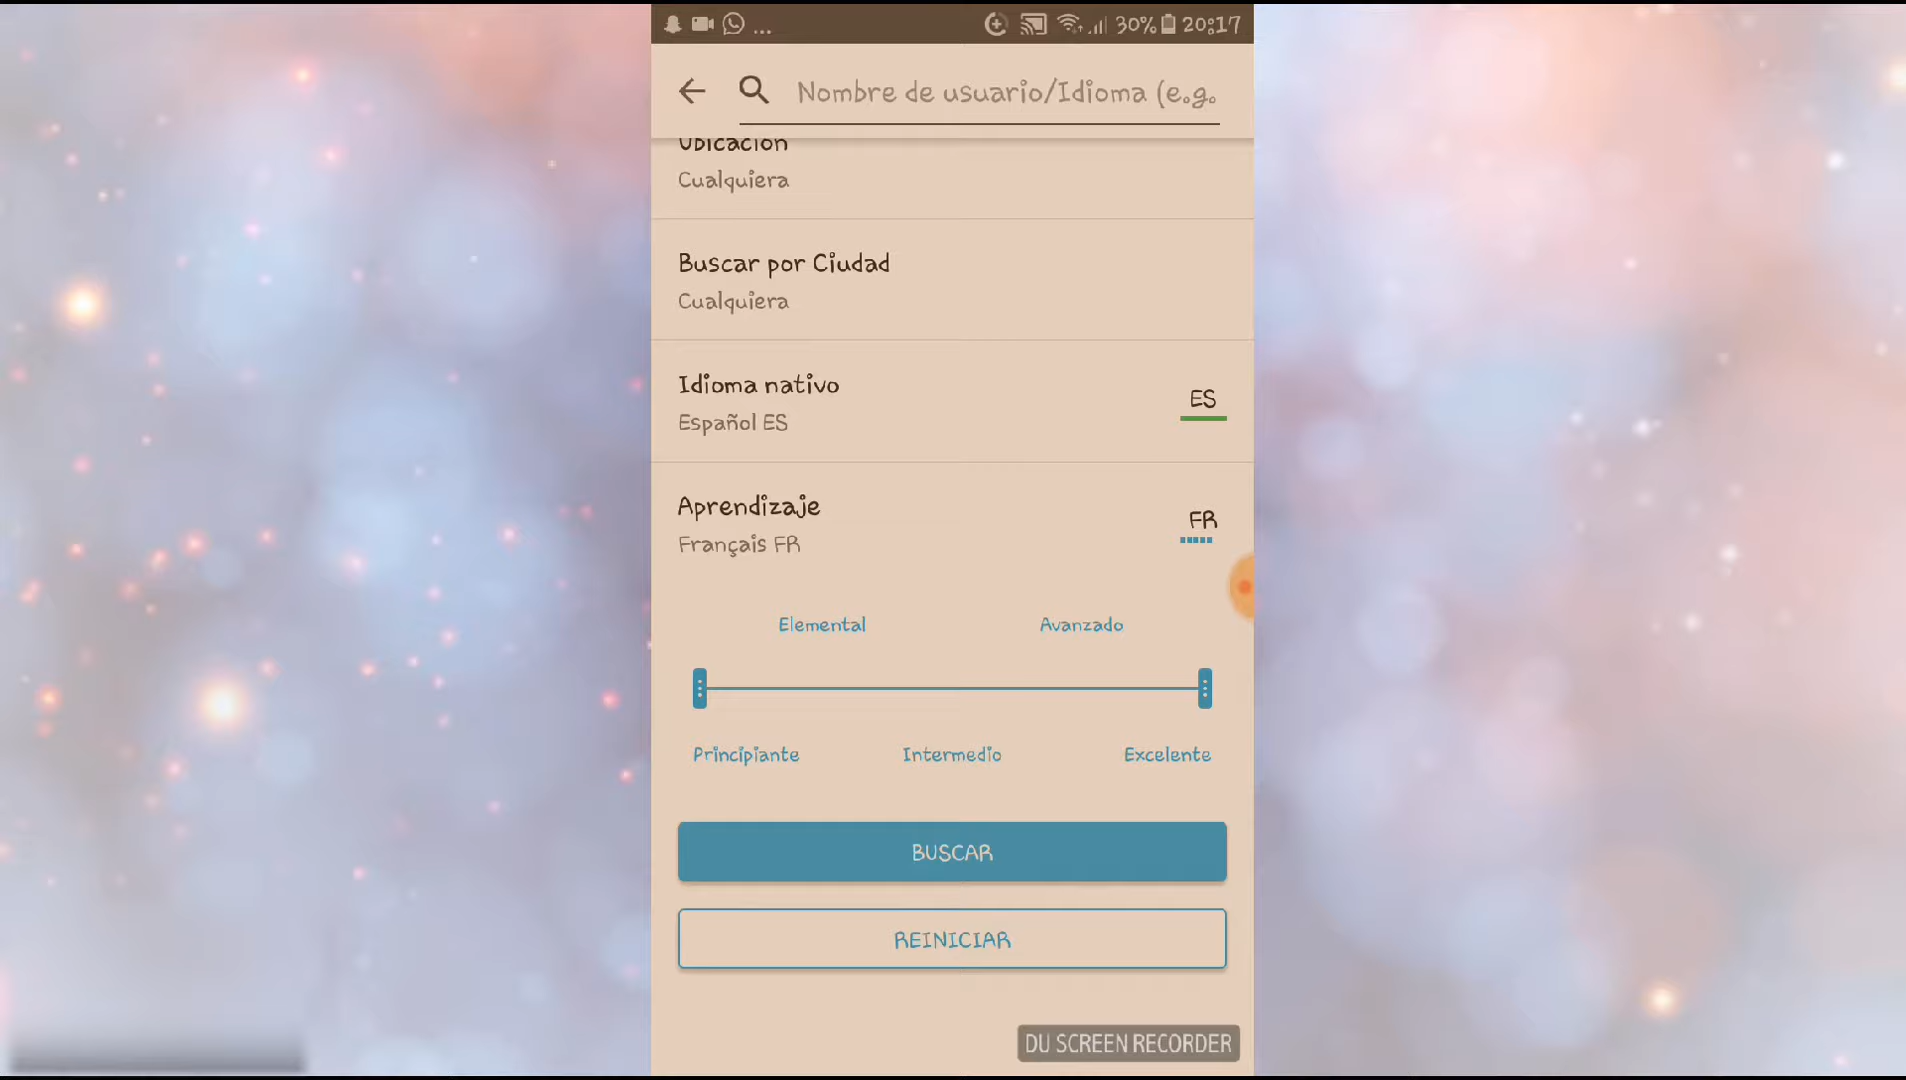 ... 30% 20:17
Nombre de usuario/Idioma (e.g.
Ubicación
Cualquiera
Buscar por Ciudad
Cualquiera
Idioma nativo
ES
Español ES
Aprendizaje
FR
Français FR
Elemental Avanzado
Principiante Intermedio Excelente
BUSCAR
REINICIAR
DU SCREEN RECORDER